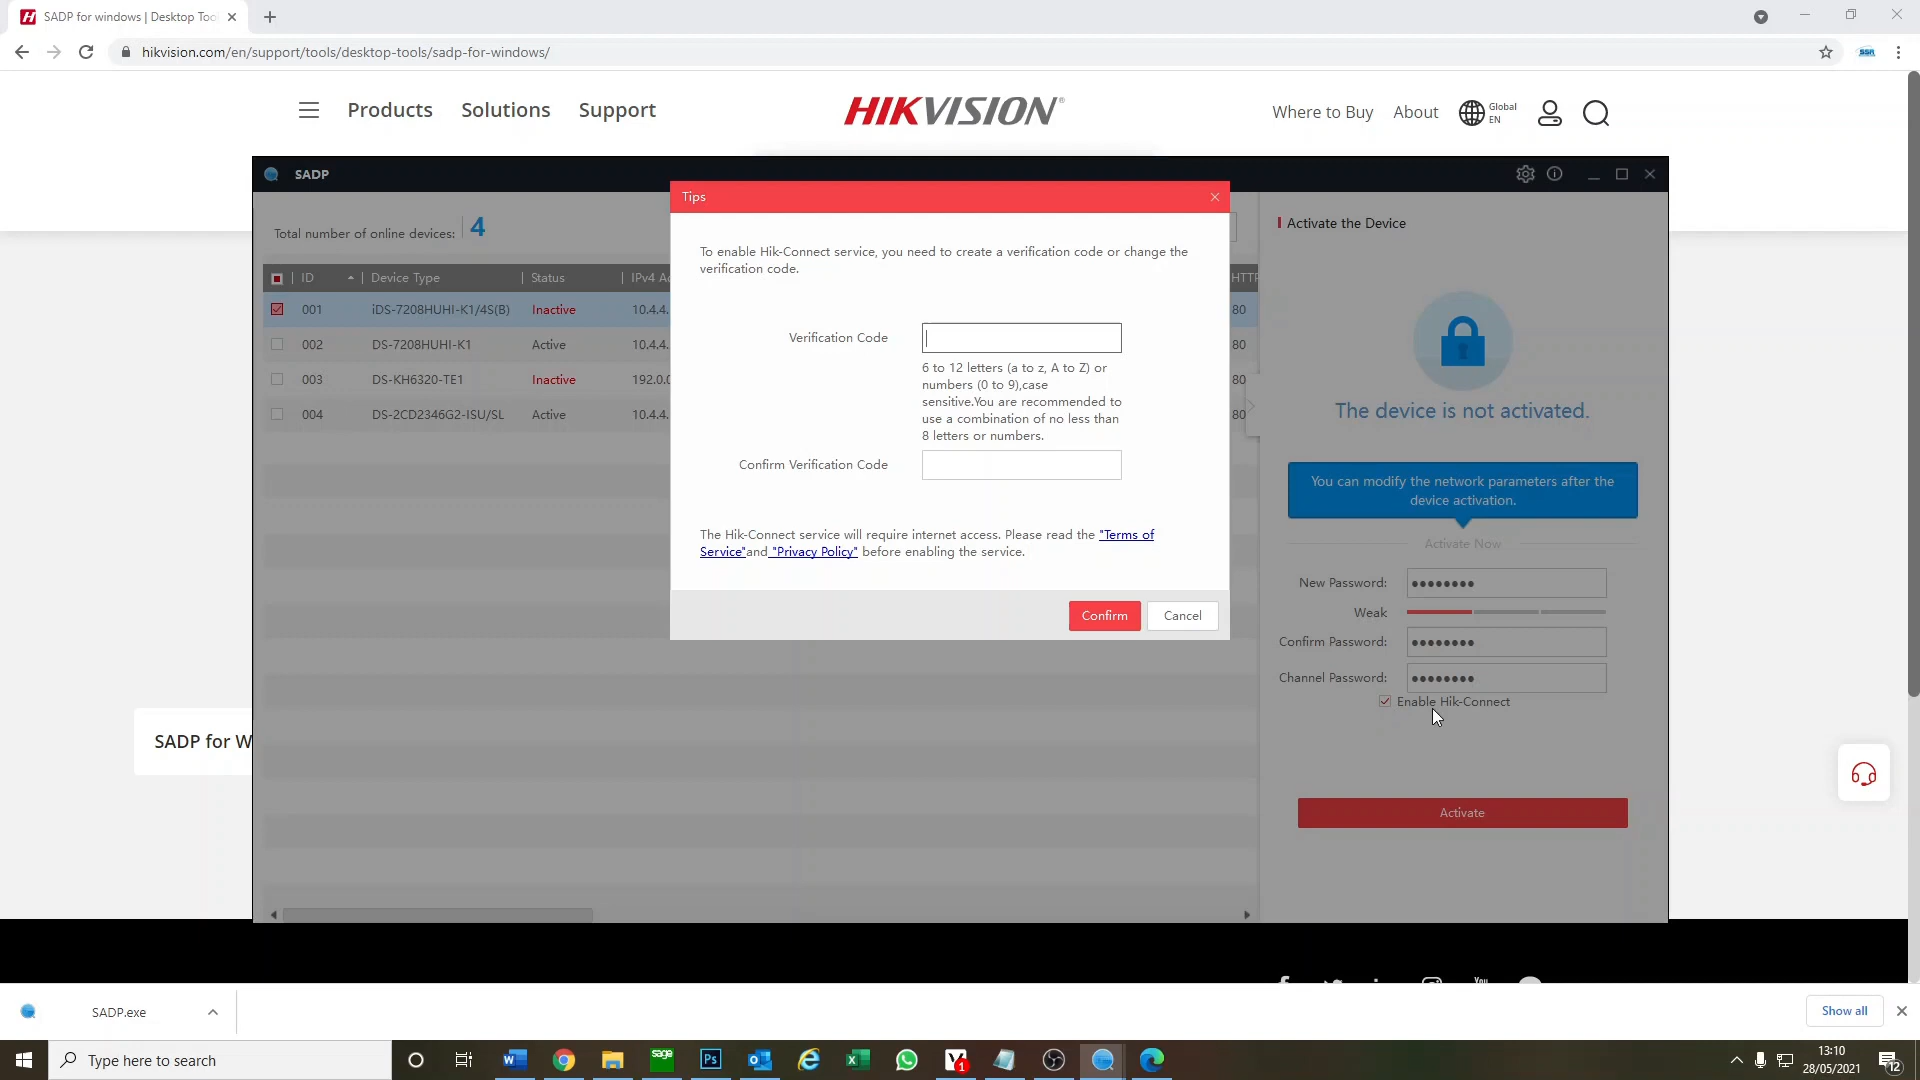 SADP for windows | Desktop Too
hikvision.com/en/support/tools/desktop-tools/sadp-for-windows/
SSN
Products
Solutions
Support
HIKVISION®
Where to Buy
About
Global
EN
SADP
Total number of online devices:
4
ID
Device Type
Status
IPv4 Ad
HTTP
001
iDS-7208HUHI-K1/4S(B)
Inactive
10.4.4.
80
002
DS-7208HUHI-K1
Active
10.4.4.
80
003
DS-KH6320-TE1
Inactive
192.0.0
80
004
DS-2CD2346G2-ISU/SL
Active
10.4.4.
80
Tips
To enable Hik-Connect service, you need to create a verification code or change the
verification code.
Verification Code
6 to 12 letters (a to z, A to Z) or
numbers (0 to 9),case
sensitive.You are recommended to
use a combination of no less than
8 letters or numbers.
Confirm Verification Code
The Hik-Connect service will require internet access. Please read the "Terms of
Service"and "Privacy Policy" before enabling the service.
Confirm
Cancel
Activate the Device
The device is not activated.
You can modify the network parameters after the
device activation.
Activate Now
New Password:
Weak
Confirm Password:
Channel Password:
Enable Hik-Connect
Activate
SADP for W
SADP.exe
Show all
Type here to search
sage
Ps
1
13:10
28/05/2021
12